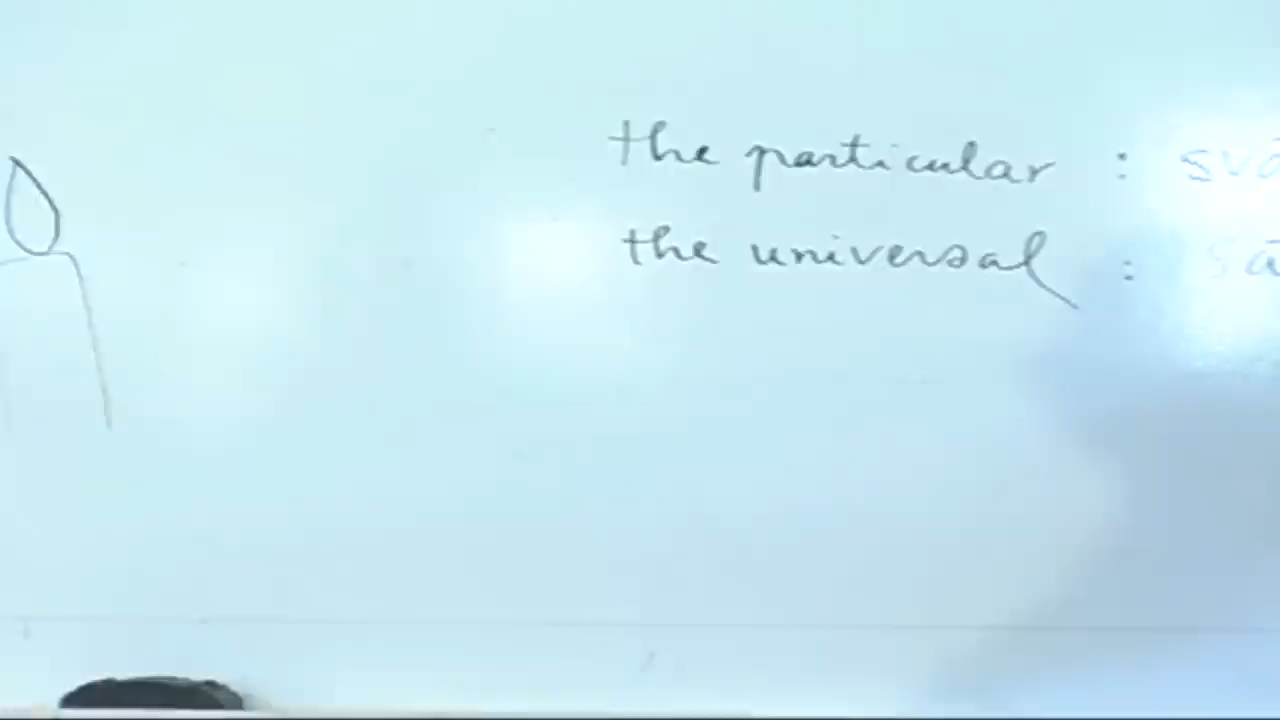 the particular :
the universal :